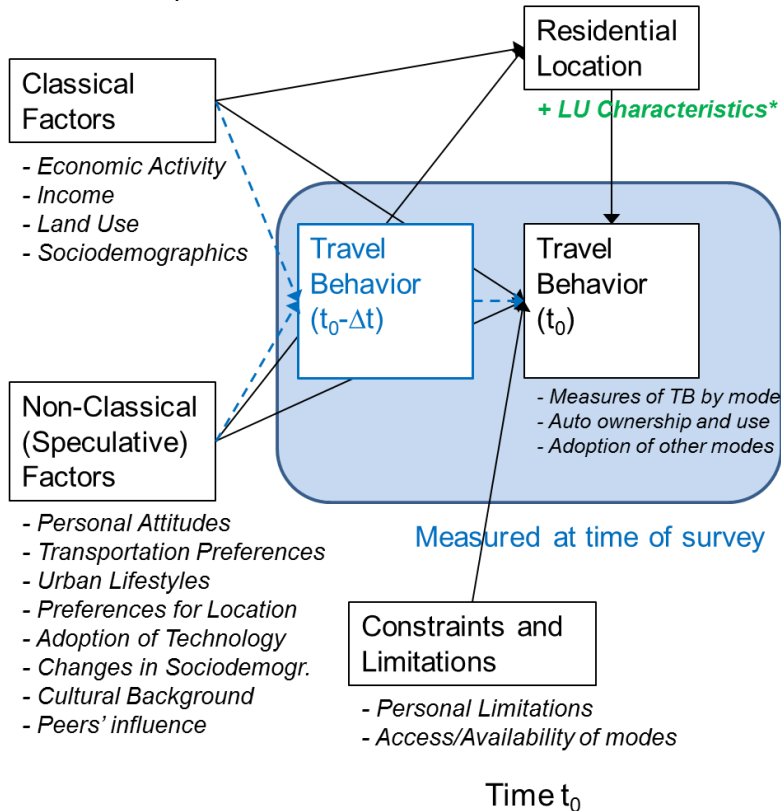 Residential
Location
+ LU Characteristics*
Classical
Factors
- Economic Activity
- Income
- Land Use
- Sociodemographics
Travel
Behavior
(t₀-Δt)
Travel
Behavior
(t₀)
- Measures of TB by mode
- Auto ownership and use
- Adoption of other modes
Non-Classical
(Speculative)
Factors
- Personal Attitudes
- Transportation Preferences
- Urban Lifestyles
- Preferences for Location
- Adoption of Technology
- Changes in Sociodemogr.
- Cultural Background
- Peers’ influence
Measured at time of survey
Constraints and
Limitations
- Personal Limitations
- Access/Availability of modes
Time t₀